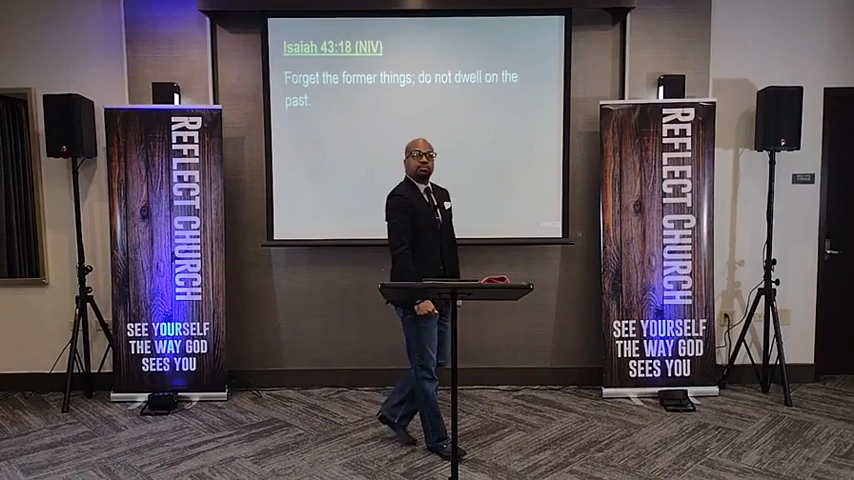 Isaiah 43:18 (NIV)
Forget the former things; do not dwell on the
past.
REFLECT CHURCH
SEE YOURSELF
THE WAY GOD
SEES YOU
REFLECT CHURCH
SEE YOURSELF
THE WAY GOD
SEES YOU